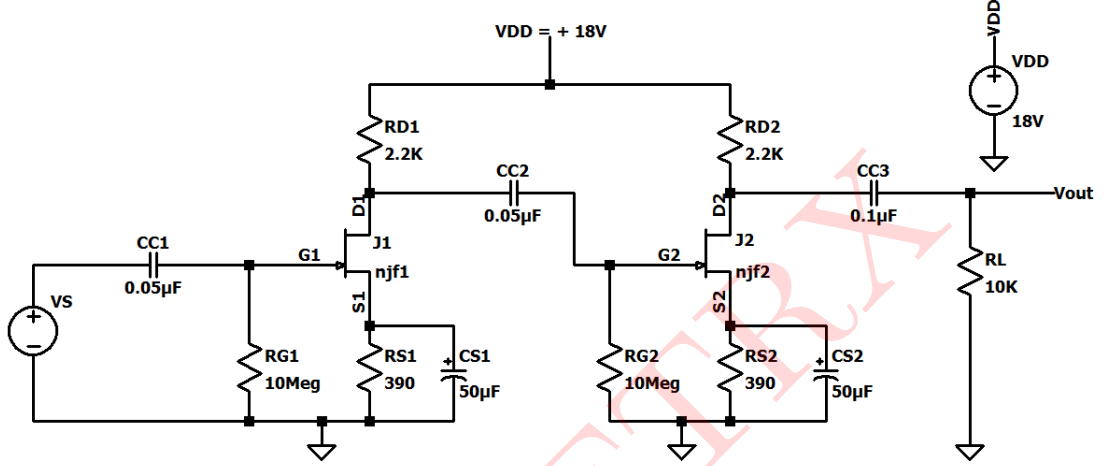 VDD = + 18V
VDD
VDD
18V
RD1
2.2K
RD2
2.2K
CC2
0.05µF
CC3
0.1µF
Vout
D1
D2
CC1
0.05µF
G1
J1
njf1
G2
J2
njf2
VS
S1
S2
RL
10K
RG1
10Meg
RS1
390
CS1
50µF
RG2
10Meg
RS2
390
CS2
50µF